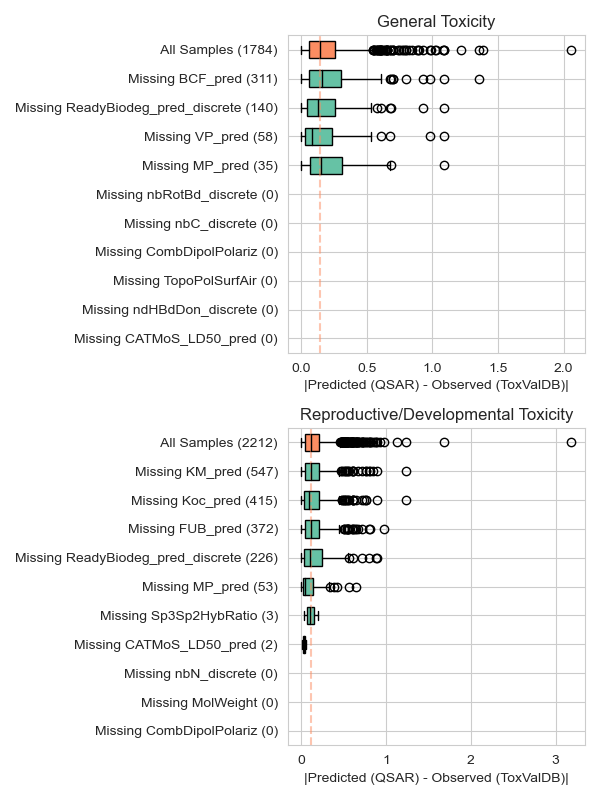 General Toxicity
All Samples (1784)
Missing BCF_pred (311)
Missing ReadyBiodeg_pred_discrete (140)
Missing VP_pred (58)
Missing MP_pred (35)
Missing nbRotBd_discrete (0)
Missing nbC_discrete (0)
Missing CombDipolPolariz (0)
Missing TopoPolSurfAir (0)
Missing ndHBdDon_discrete (0)
Missing CATMoS_LD50_pred (0)
0.0 0.5 1.0 1.5 2.0
|Predicted (QSAR) - Observed (ToxValDB)|
Reproductive/Developmental Toxicity
All Samples (2212)
Missing KM_pred (547)
Missing Koc_pred (415)
Missing FUB_pred (372)
Missing ReadyBiodeg_pred_discrete (226)
Missing MP_pred (53)
Missing Sp3Sp2HybRatio (3)
Missing CATMoS_LD50_pred (2)
Missing nbN_discrete (0)
Missing MolWeight (0)
Missing CombDipolPolariz (0)
0 1 2 3
|Predicted (QSAR) - Observed (ToxValDB)|